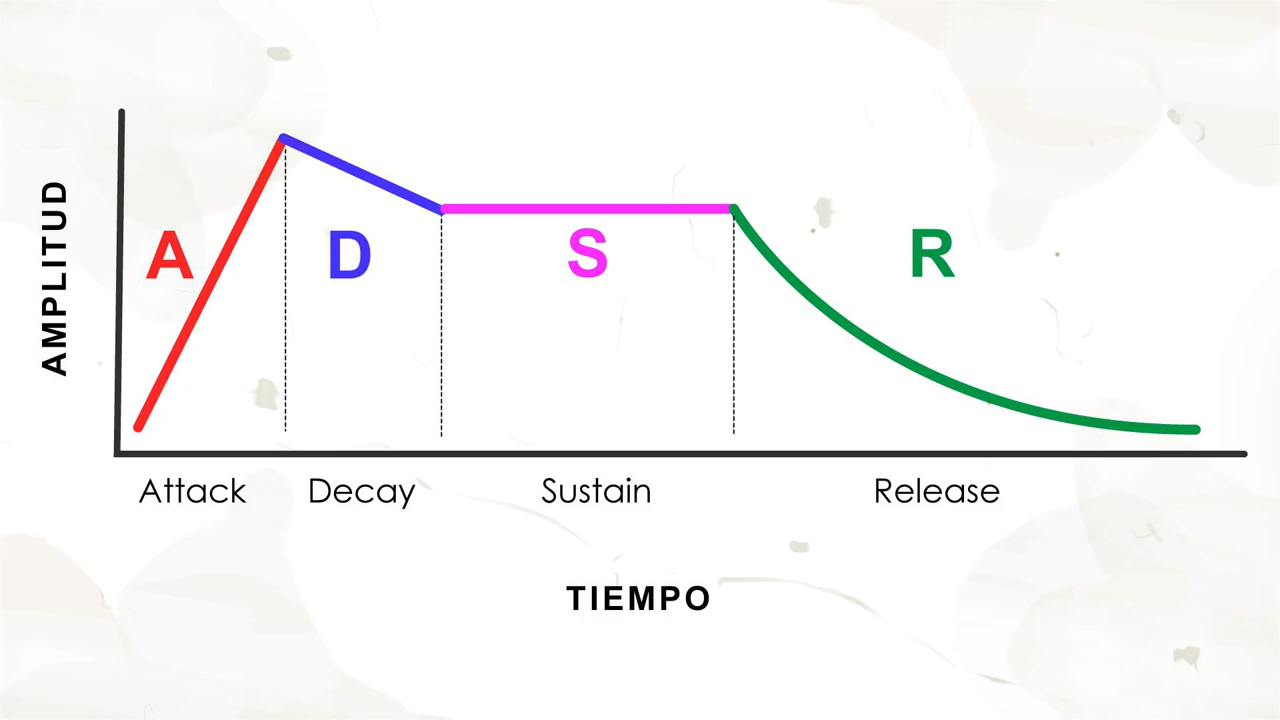 AMPLITUD
A
D
S
R
Attack
Decay
Sustain
Release
TIEMPO